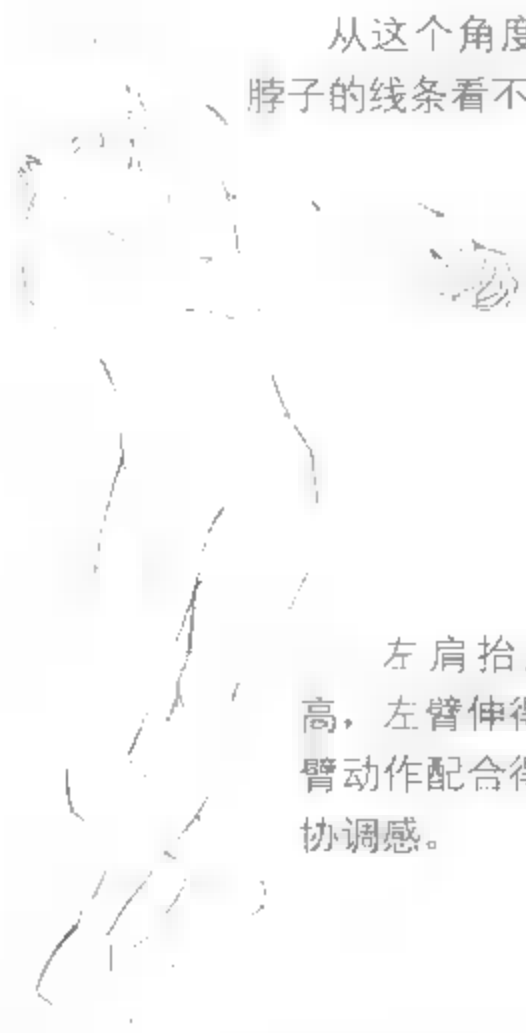 从这个角度
脖子的线条看不
左肩抬
高，左臂伸得
臂动作配合得
协调感。